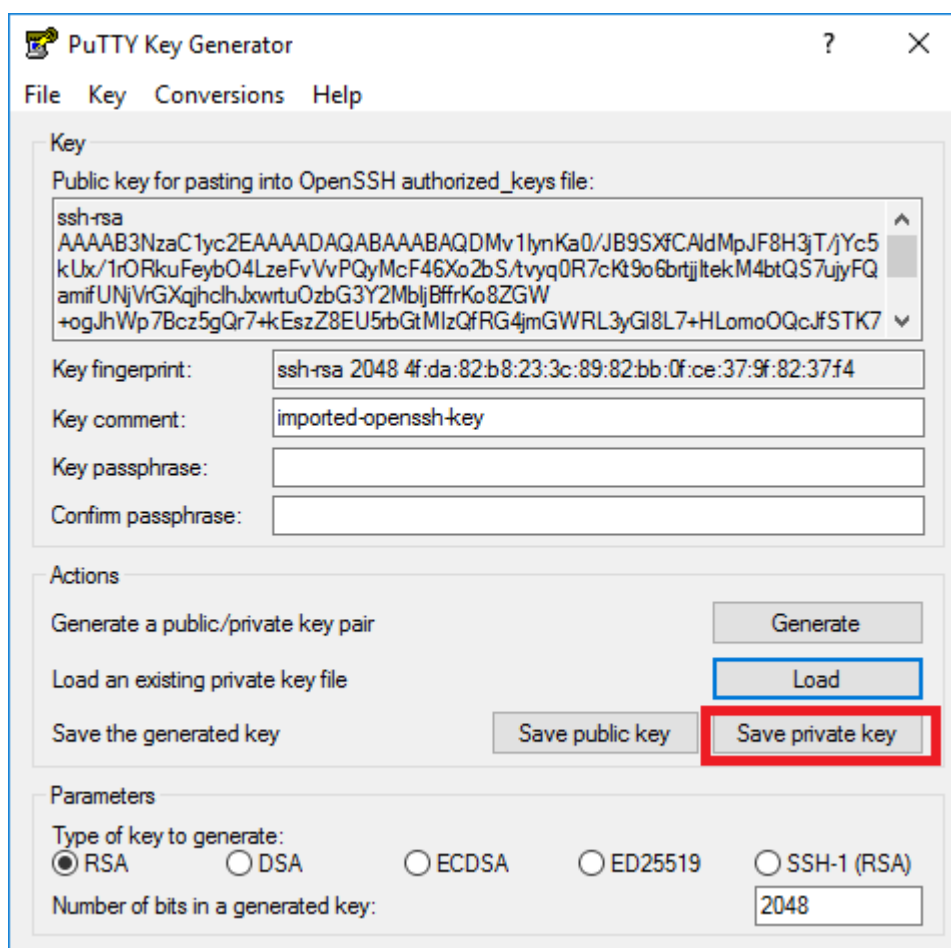 PuTTY Key Generator
File Key Conversions Help
Key
Public key for pasting into OpenSSH authorized_keys file:
ssh-rsa
AAAAB3NzaC1yc2EAAAADAQABAAABAQDMv1IynKa0/JB9SXfCAldMpJF8H3jT/jYc5
kUx/1rORkuFeybO4LzeFvVvPQyMcF46Xo2bS/tvyq0R7cKt9o6brtjjItekM4btQS7ujyFQ
amifUNjVrGXqjhclhJxwrtuOzbG3Y2MbljBffrKo8ZGW
+ogJhWp7Bcz5gQr7+kEszZ8EU5rbGtMIzQfRG4jmGWRL3yGl8L7+HLomoOQcJfSTK7
Key fingerprint: ssh-rsa 2048 4f:da:82:b8:23:3c:89:82:bb:0f:ce:37:9f:82:37:f4
Key comment: imported-openssh-key
Key passphrase:
Confirm passphrase:
Actions
Generate a public/private key pair Generate
Load an existing private key file Load
Save the generated key Save public key Save private key
Parameters
Type of key to generate:
RSA DSA ECDSA ED25519 SSH-1 (RSA)
Number of bits in a generated key: 2048